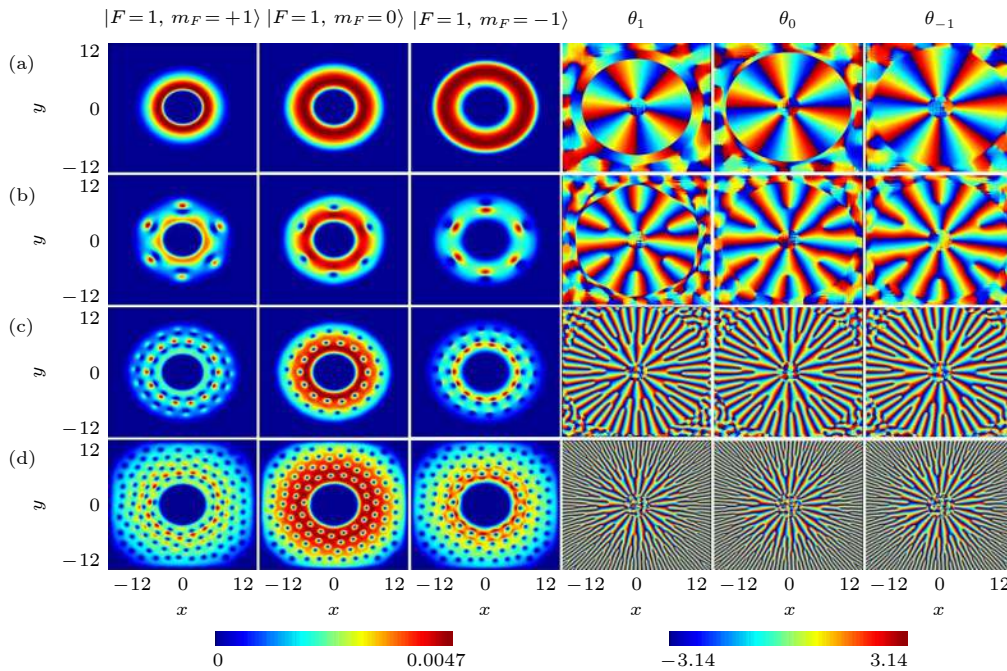 |F=1, m_F=+1⟩ |F=1, m_F=0⟩ |F=1, m_F=−1⟩ θ_1 θ_0 θ_{−1}
(a)
12
y 0
−12
(b)
12
y 0
−12
(c)
12
y 0
−12
(d)
12
y 0
−12
−12 0 12 −12 0 12 −12 0 12 −12 0 12 −12 0 12 −12 0 12
x x x x x x
0 0.0047 −3.14 3.14